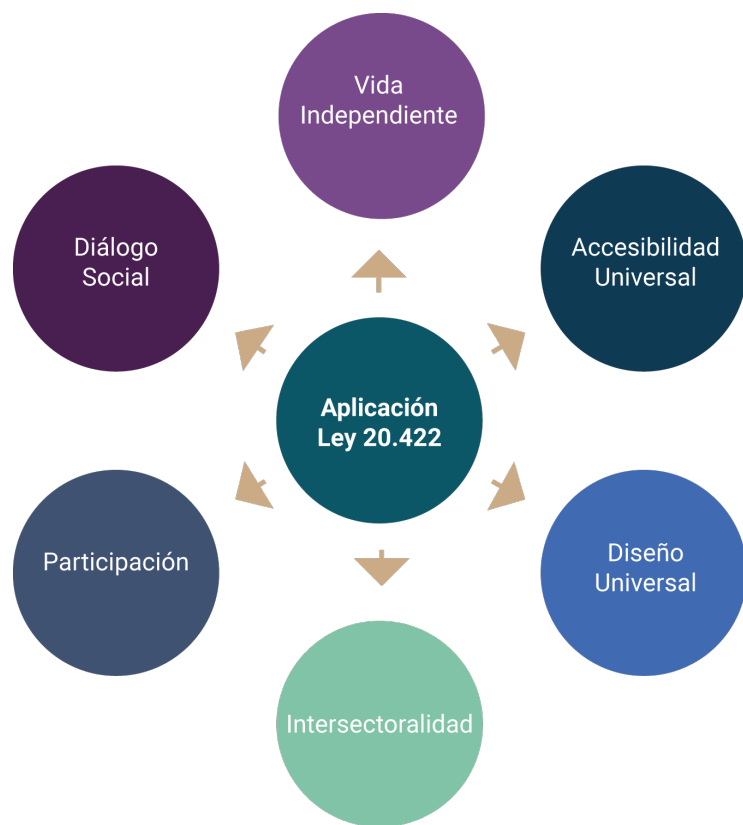 Vida
Independiente
Diálogo
Social
Accesibilidad
Universal
Aplicación
Ley 20.422
Participación
Diseño
Universal
Intersectoralidad